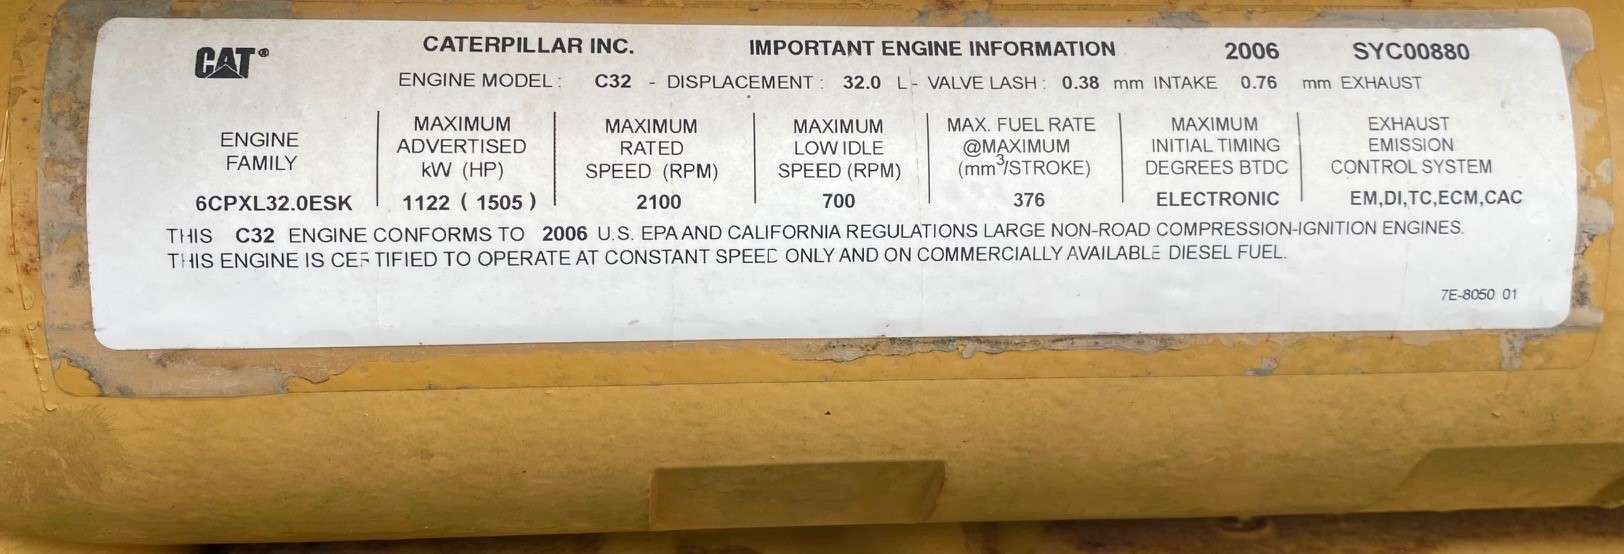 CAT® CATERPILLAR INC. IMPORTANT ENGINE INFORMATION 2006 SYC00880
ENGINE MODEL : C32 - DISPLACEMENT : 32.0 L - VALVE LASH : 0.38 mm INTAKE 0.76 mm EXHAUST
ENGINE FAMILY
6CPXL32.0ESK
MAXIMUM
ADVERTISED
kW (HP)
1122 ( 1505 )
MAXIMUM
RATED
SPEED (RPM)
2100
MAXIMUM
LOW IDLE
SPEED (RPM)
700
MAX. FUEL RATE
@MAXIMUM
(mm³/STROKE)
376
MAXIMUM
INITIAL TIMING
DEGREES BTDC
ELECTRONIC
EXHAUST
EMISSION
CONTROL SYSTEM
EM,DI,TC,ECM,CAC
THIS C32 ENGINE CONFORMS TO 2006 U.S. EPA AND CALIFORNIA REGULATIONS LARGE NON-ROAD COMPRESSION-IGNITION ENGINES.
THIS ENGINE IS CERTIFIED TO OPERATE AT CONSTANT SPEED ONLY AND ON COMMERCIALLY AVAILABLE DIESEL FUEL.
7E-8050 01